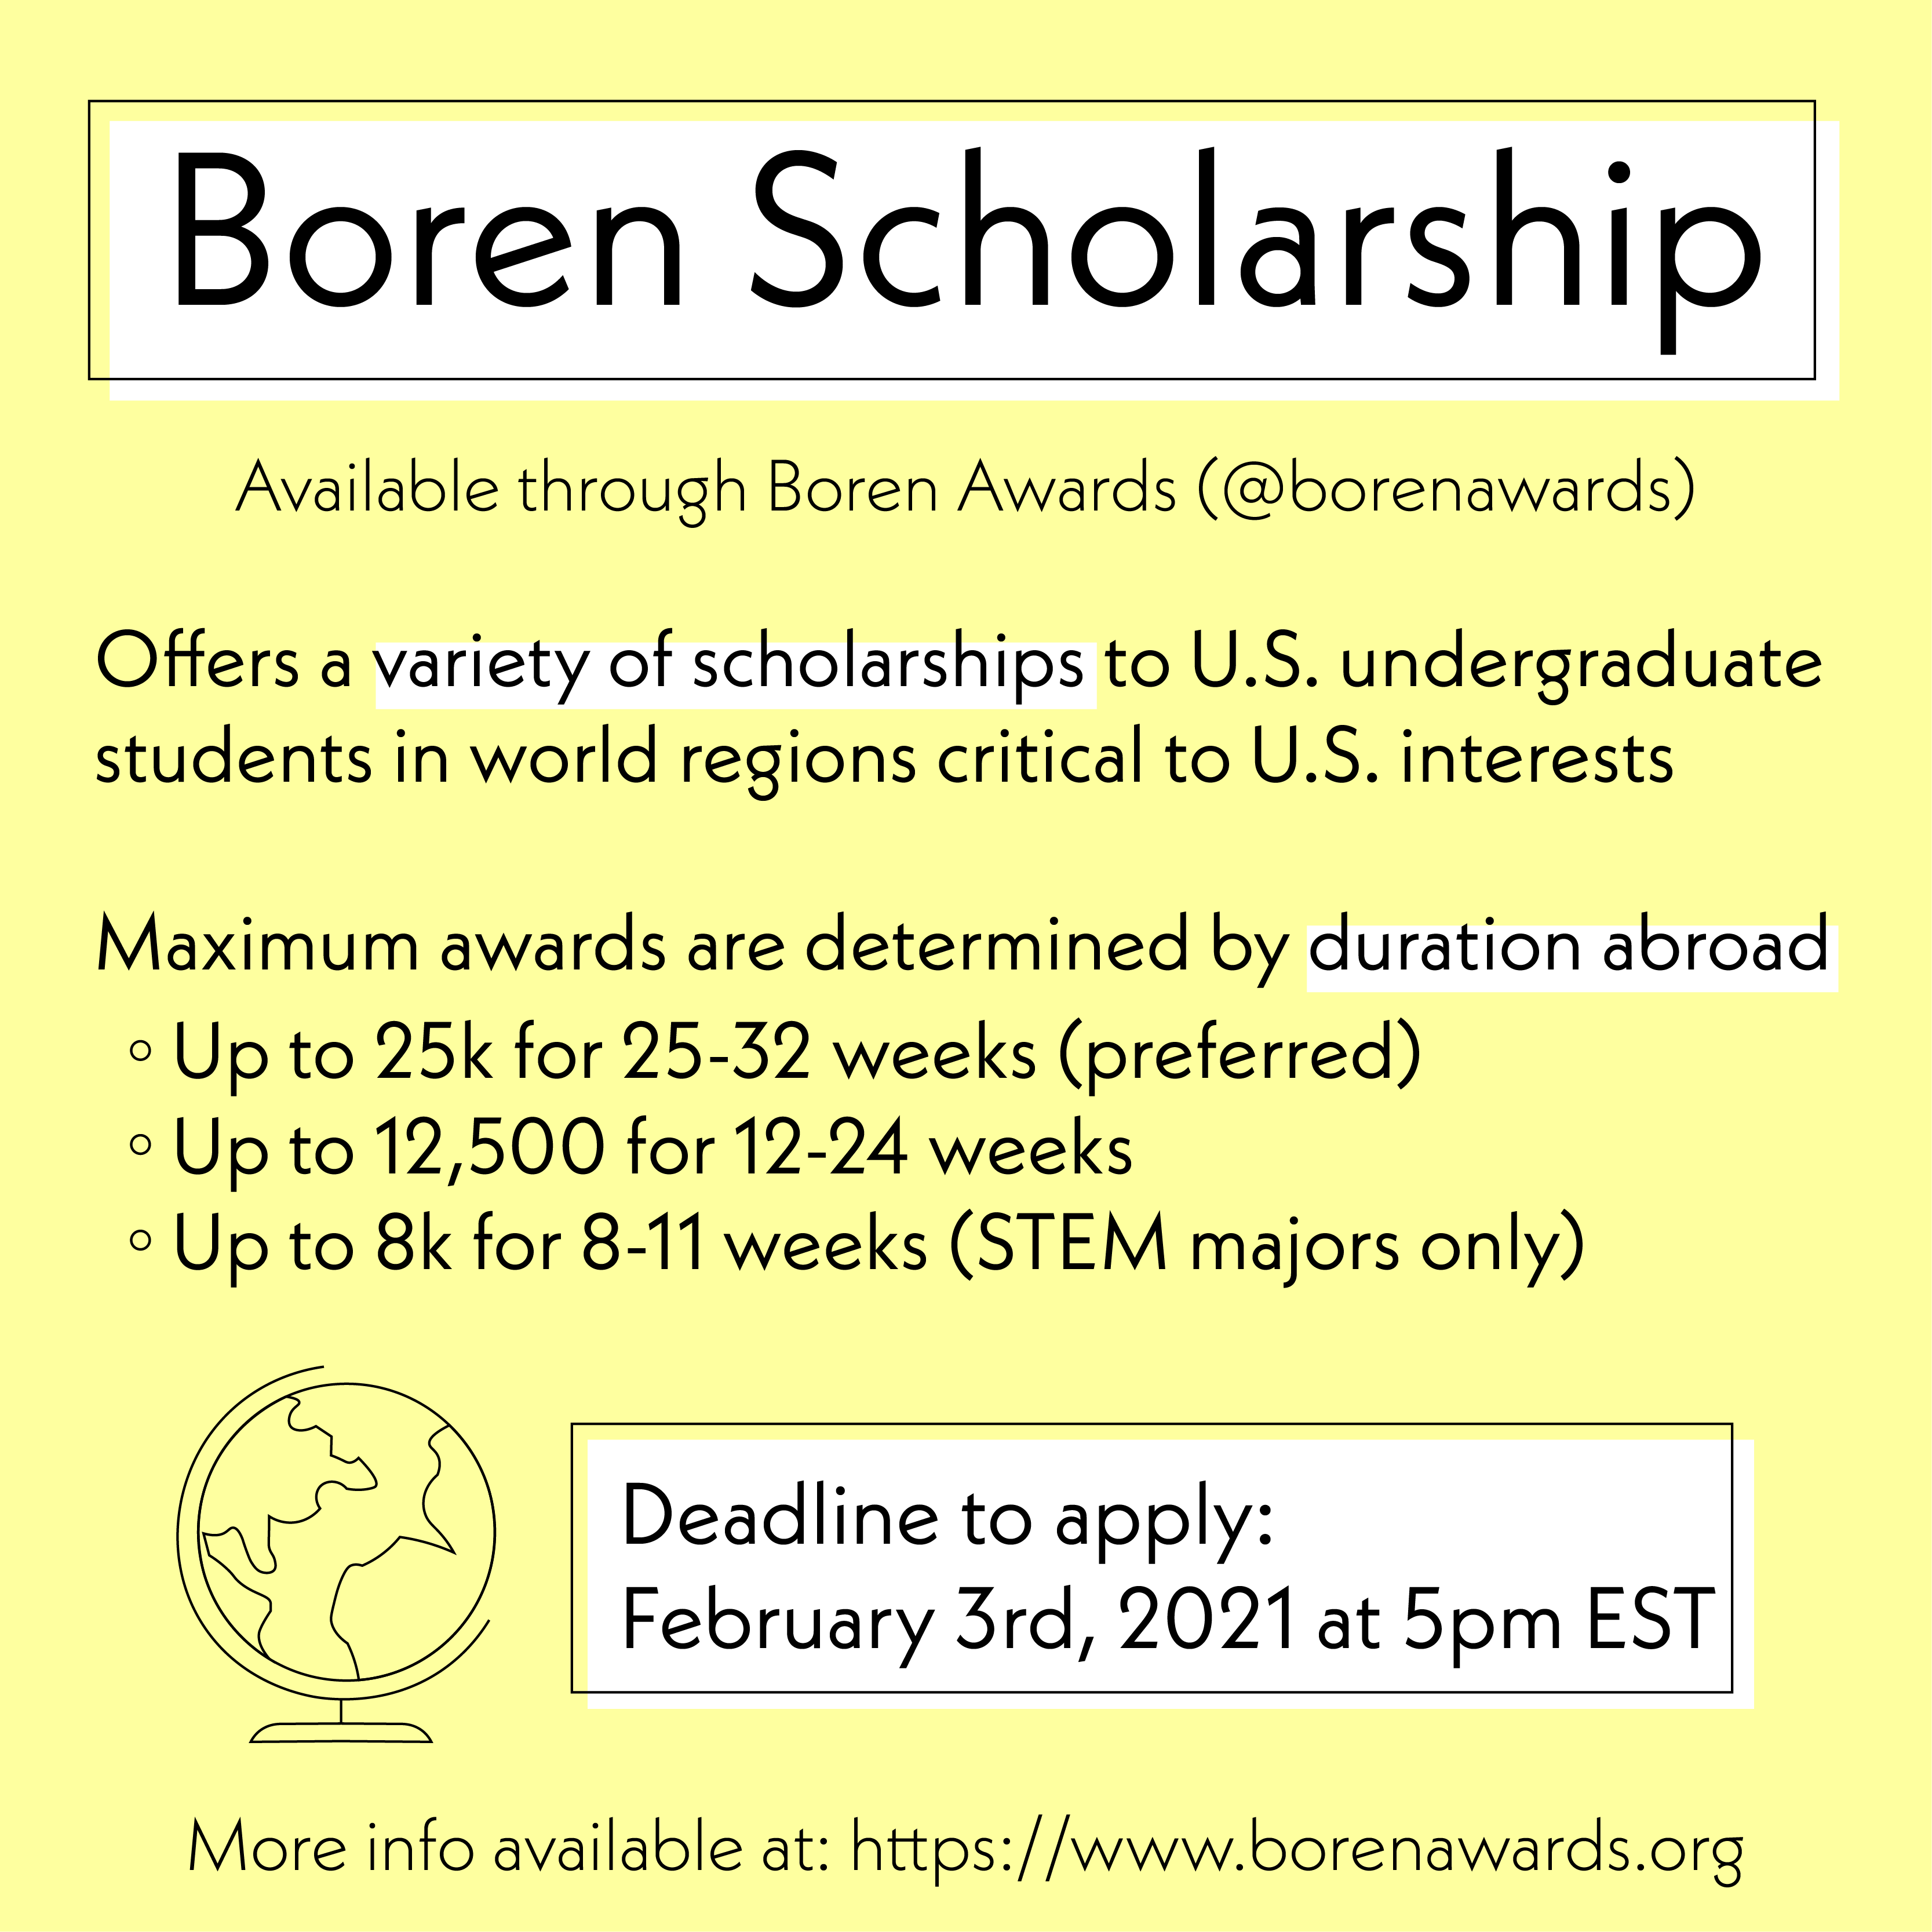 Boren Scholarship
Available through Boren Awards (@borenawards)
Offers a variety of scholarships to U.S. undergraduate
students in world regions critical to U.S. interests
Maximum awards are determined by duration abroad
◦ Up to 25k for 25-32 weeks (preferred)
◦ Up to 12,500 for 12-24 weeks
◦ Up to 8k for 8-11 weeks (STEM majors only)
Deadline to apply:
February 3rd, 2021 at 5pm EST
More info available at: https://www.borenawards.org